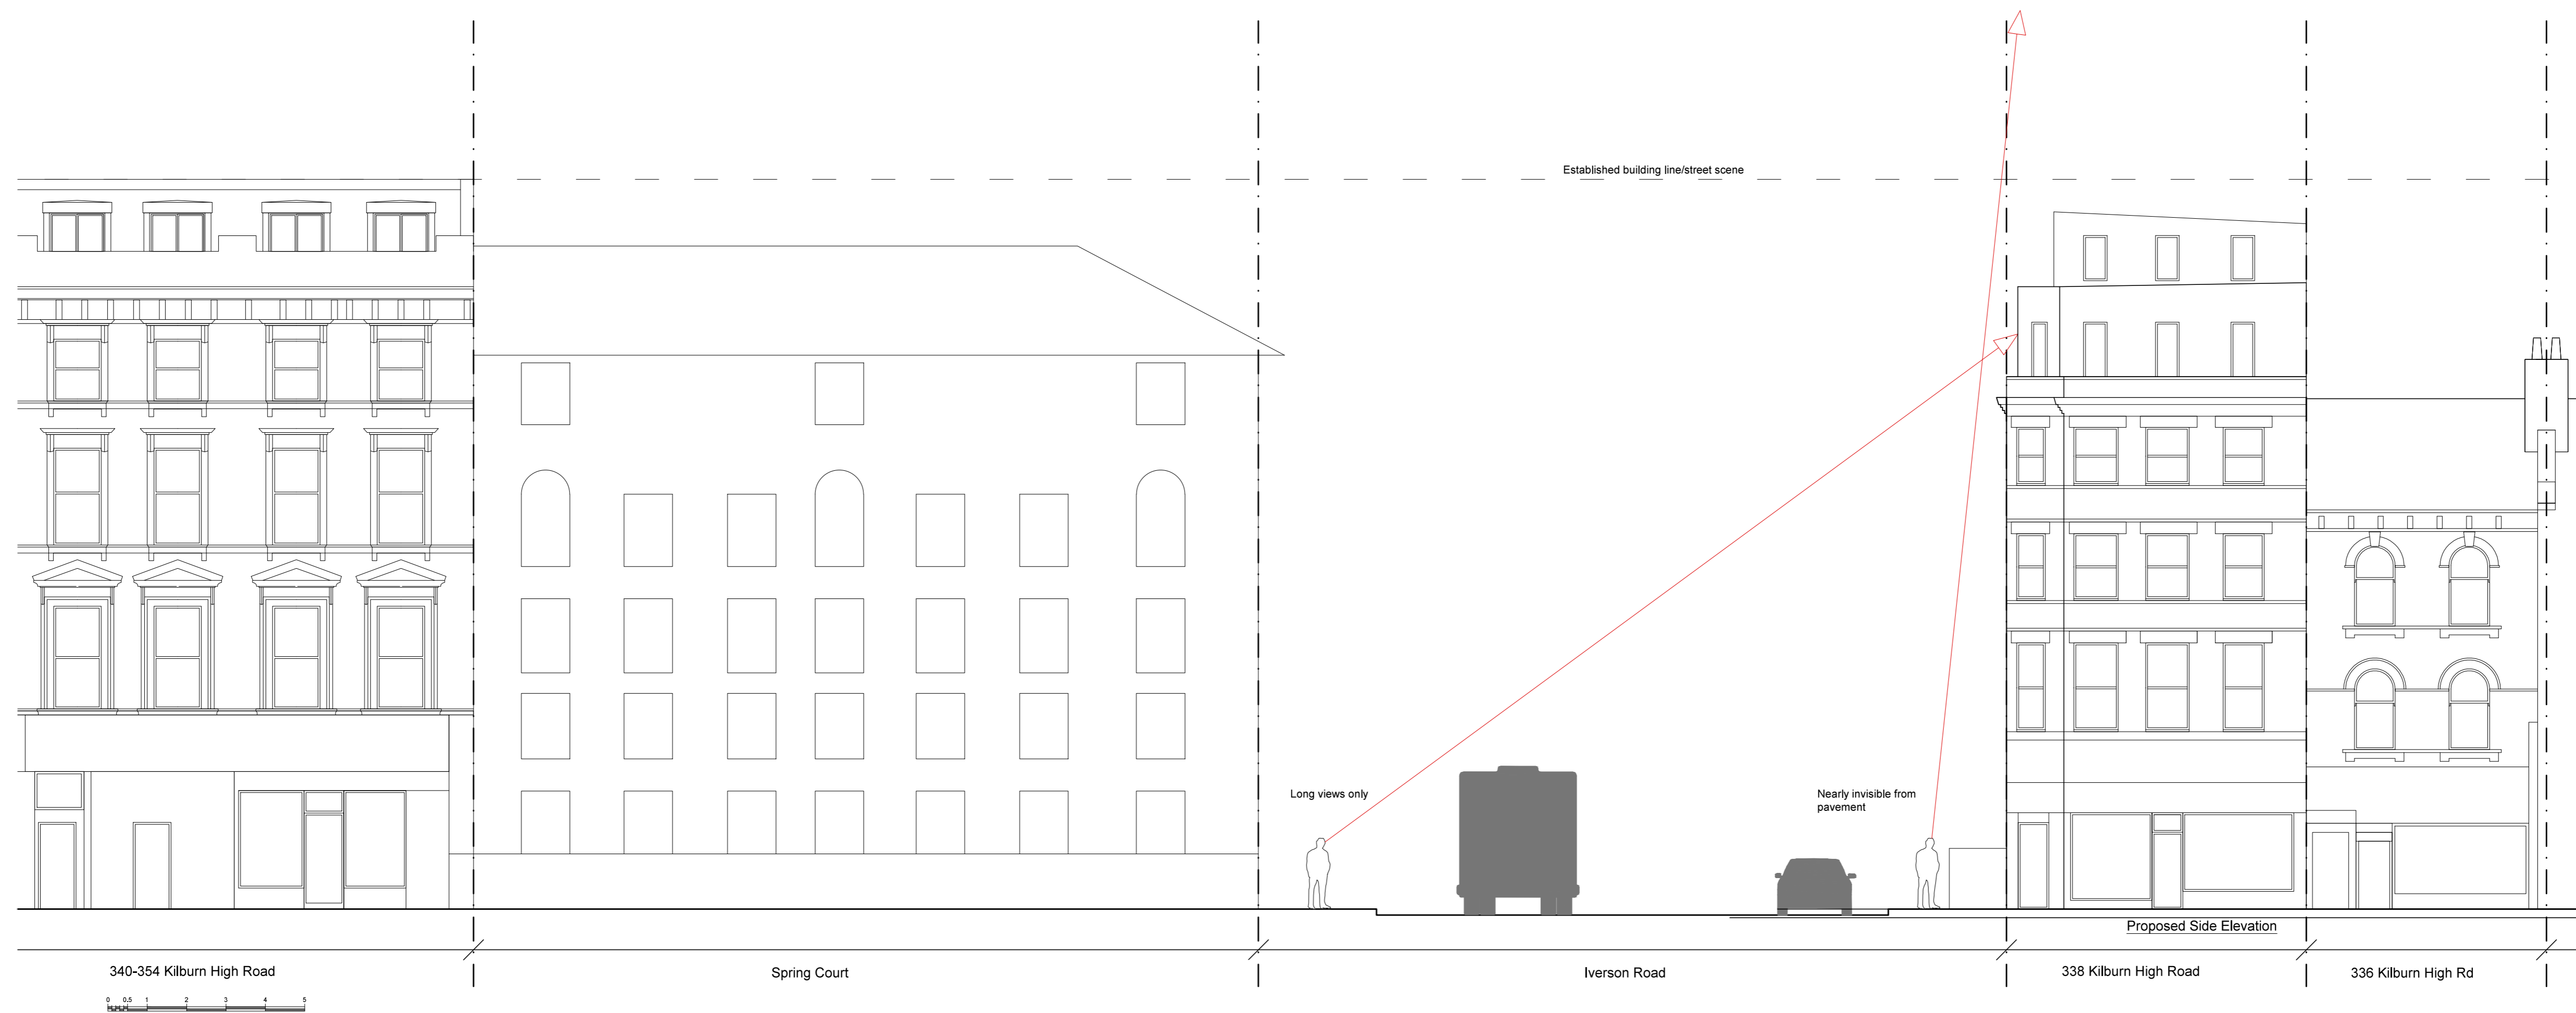 Established building line/street scene
Long views only
Nearly invisible from
pavement
Proposed Side Elevation
340-354 Kilburn High Road
Spring Court
Iverson Road
338 Kilburn High Road
336 Kilburn High Rd
0 0.5 1 2 3 4 5